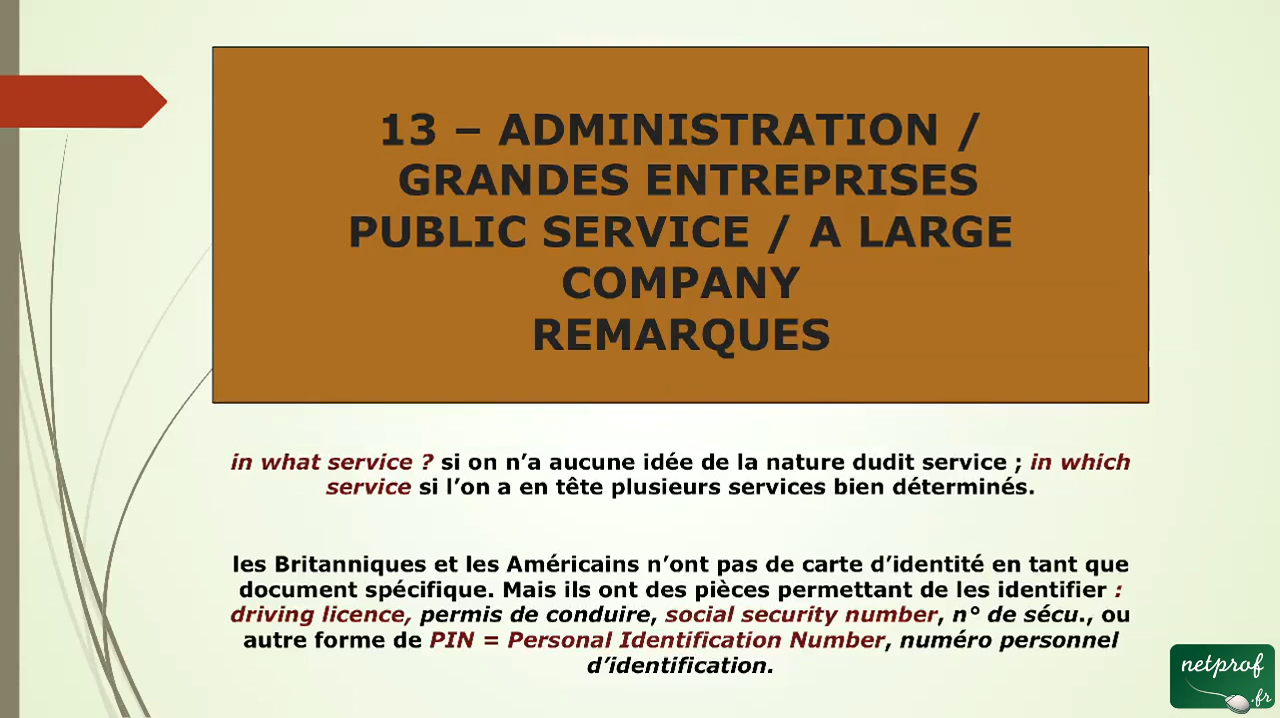 13 – ADMINISTRATION /
GRANDES ENTREPRISES
PUBLIC SERVICE / A LARGE
COMPANY
REMARQUES
in what service ? si on n’a aucune idée de la nature dudit service ; in which
service si l’on a en tête plusieurs services bien déterminés.
les Britanniques et les Américains n’ont pas de carte d’identité en tant que
document spécifique. Mais ils ont des pièces permettant de les identifier :
driving licence, permis de conduire, social security number, n° de sécu., ou
autre forme de PIN = Personal Identification Number, numéro personnel
d’identification.
netprof
.fr